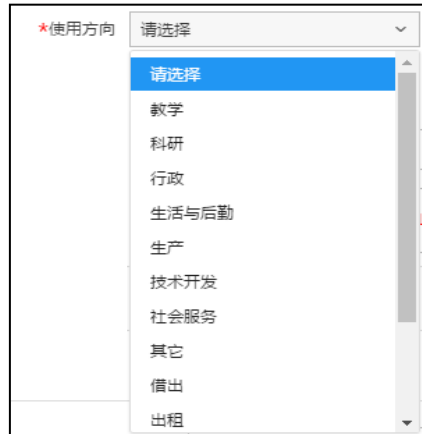 *使用方向 请选择
请选择
教学
科研
行政
生活与后勤
生产
技术开发
社会服务
其它
借出
出租